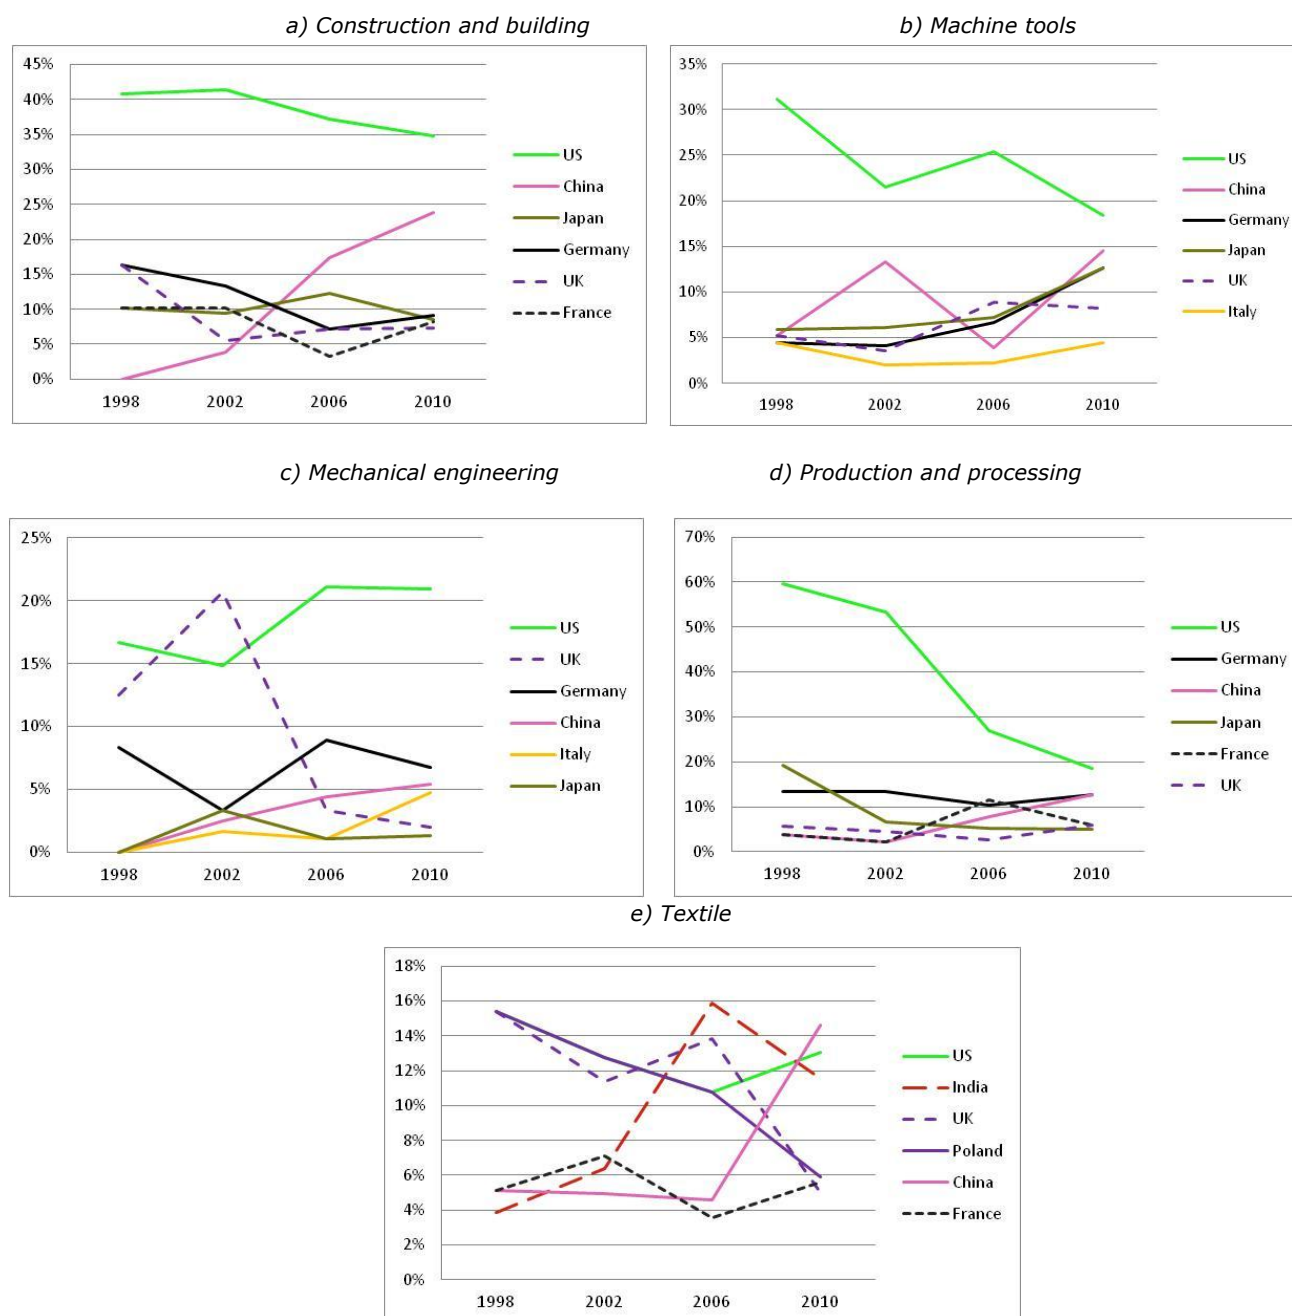 a) Construction and building
45%
40%
35%
30%
25%
20%
15%
10%
5%
0%
1998 2002 2006 2010
US
China
Japan
Germany
UK
France
b) Machine tools
35%
30%
25%
20%
15%
10%
5%
0%
1998 2002 2006 2010
US
China
Germany
Japan
UK
Italy
c) Mechanical engineering
25%
20%
15%
10%
5%
0%
1998 2002 2006 2010
US
UK
Germany
China
Italy
Japan
d) Production and processing
70%
60%
50%
40%
30%
20%
10%
0%
1998 2002 2006 2010
US
Germany
China
Japan
France
UK
e) Textile
18%
16%
14%
12%
10%
8%
6%
4%
2%
0%
1998 2002 2006 2010
US
India
UK
Poland
China
France